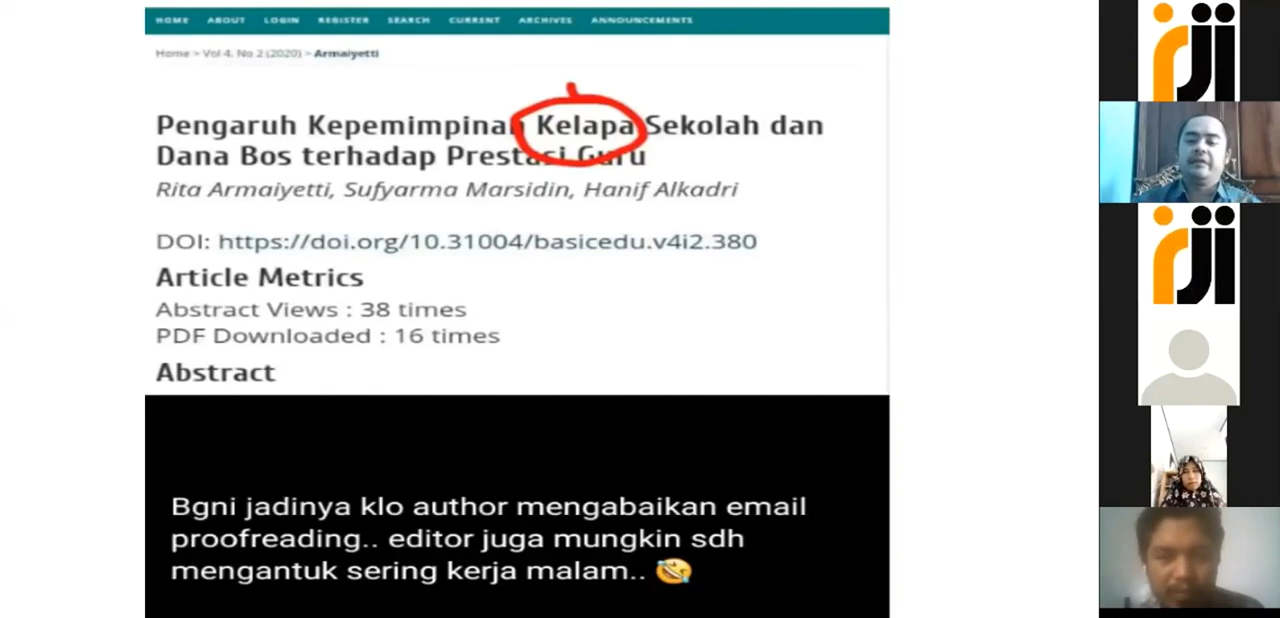 HOME ABOUT LOGIN REGISTER SEARCH CURRENT ARCHIVES ANNOUNCEMENTS
Home > Vol 4, No 2 (2020) > Armaiyetti
Pengaruh Kepemimpinan Kelapa Sekolah dan
Dana Bos terhadap Prestasi Guru
Rita Armaiyetti, Sufyarma Marsidin, Hanif Alkadri
DOI: https://doi.org/10.31004/basicedu.v4i2.380
Article Metrics
Abstract Views : 38 times
PDF Downloaded : 16 times
Abstract
Bgni jadinya klo author mengabaikan email
proofreading.. editor juga mungkin sdh
mengantuk sering kerja malam.. 🤣
rji
rji